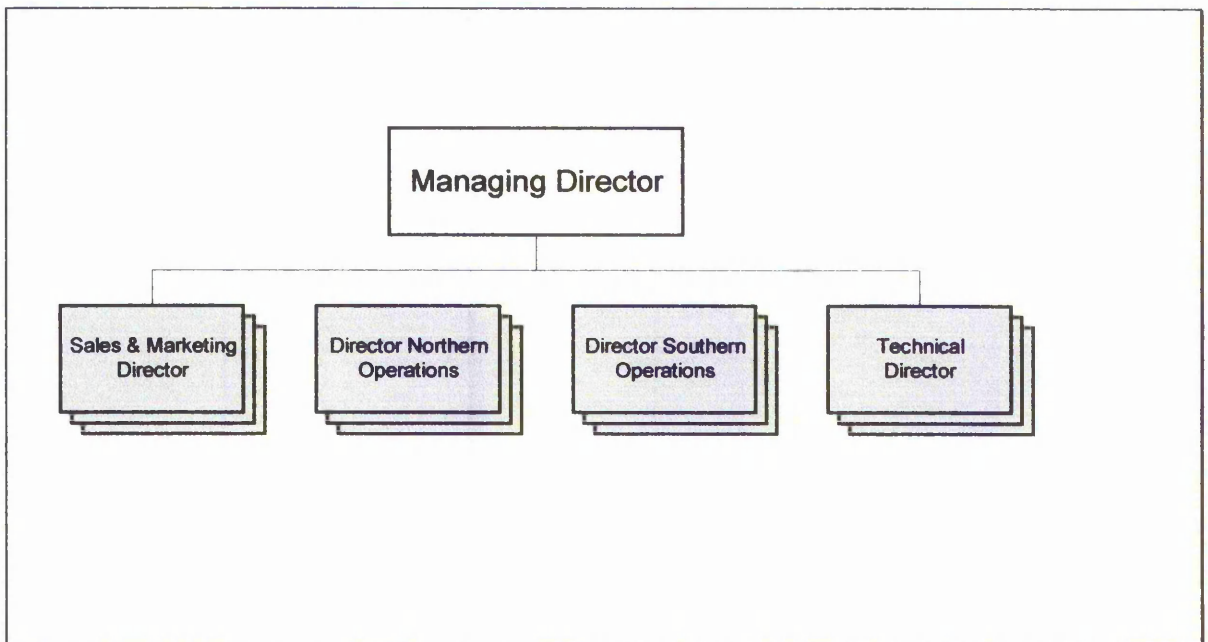 Managing Director
Sales & Marketing
Director
Director Northern
Operations
Director Southern
Operations
Technical
Director